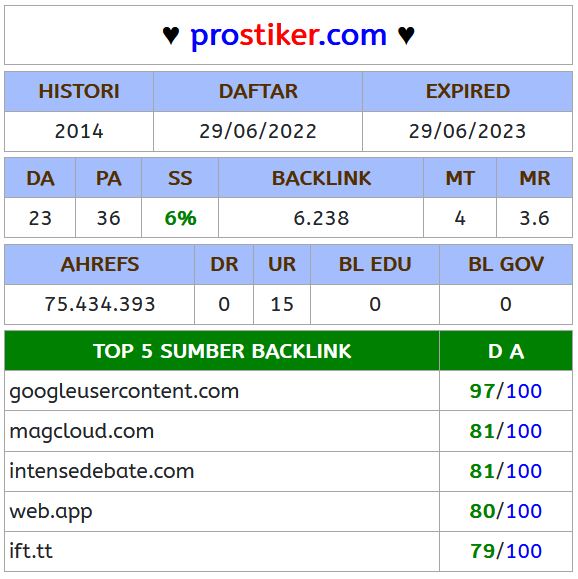 ♥ prostiker.com ♥
HISTORI DAFTAR EXPIRED
2014 29/06/2022 29/06/2023
DA PA SS BACKLINK MT MR
23 36 6% 6.238 4 3.6
AHREFS DR UR BL EDU BL GOV
75.434.393 0 15 0 0
TOP 5 SUMBER BACKLINK D A
googleusercontent.com 97/100
magcloud.com 81/100
intensedebate.com 81/100
web.app 80/100
ift.tt 79/100